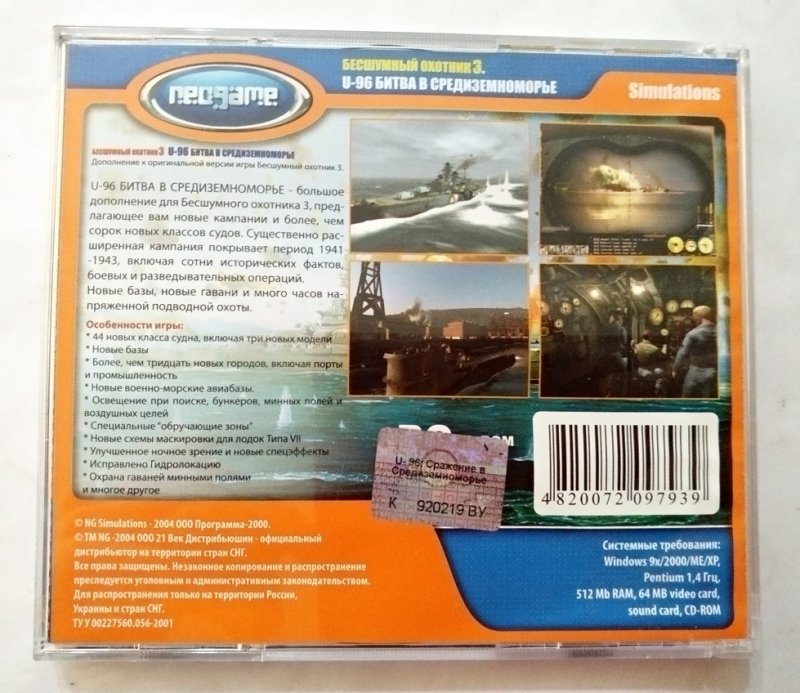 neogame
БЕСШУМНЫЙ ОХОТНИК 3.
U-96 БИТВА В СРЕДИЗЕМНОМОРЬЕ
Simulations
БЕСШУМНЫЙ ОХОТНИК 3 U-96 БИТВА В СРЕДИЗЕМНОМОРЬЕ
Дополнение к оригинальной версии игры Бесшумный охотник 3.
U-96 БИТВА В СРЕДИЗЕМНОМОРЬЕ - большое
дополнение для Бесшумного охотника 3, пред-
лагающее вам новые кампании и более, чем
сорок новых классов судов. Существенно рас-
ширенная кампания покрывает период 1941
-1943, включая сотни исторических фактов,
боевых и разведывательных операций.
Новые базы, новые гавани и много часов на-
пряженной подводной охоты.
Особенности игры:
* 44 новых класса судна, включая три новых модели
* Новые базы
* Более, чем тридцать новых городов, включая порты
и промышленность
* Новые военно-морские авиабазы.
* Освещение при поиске, бункеров, минных полей и
воздушных целей
* Специальные "обручающие зоны"
* Новые схемы маскировки для лодок Типа VII
* Улучшенное ночное зрение и новые спецэффекты
* Исправлено Гидролокацию
* Охрана гаваней минными полями
и многое другое
U- 96: Сражение в
Средиземноморье
К 920219 ВУ
4 820072 097939
© NG Simulations - 2004 ООО Программа-2000.
© TM NG -2004 ООО 21 Век Дистрибьюшин - официальный
дистрибьютор на территории стран СНГ.
Все права защищены. Незаконное копирование и распространение
преследуется уголовным и административным законодательством.
Для распространения только на территории России,
Украины и стран СНГ.
ТУ У 00227560.056-2001
Системные требования:
Windows 9x/2000/ME/XP,
Pentium 1,4 Ггц,
512 Mb RAM, 64 MB video card,
sound card, CD-ROM